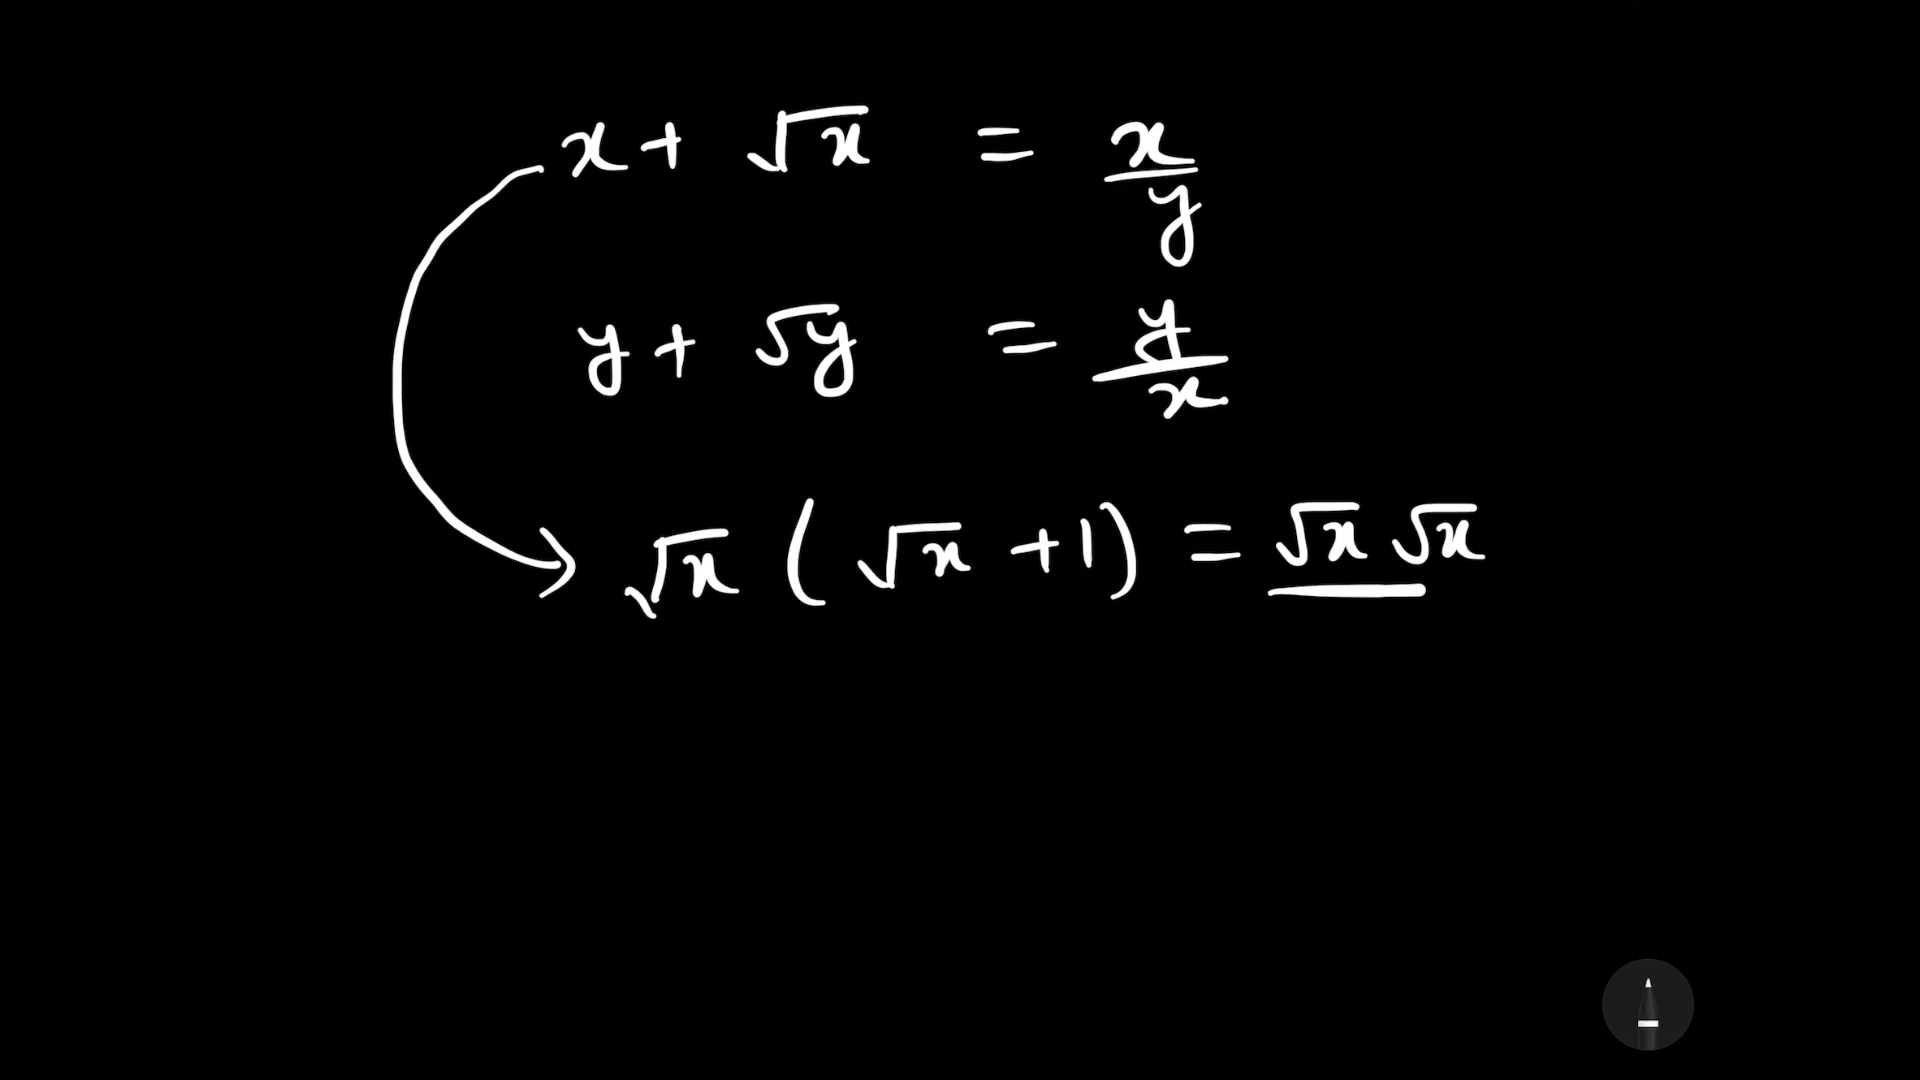 x + √x = x/y
y + √y = y/x
√x ( √x + 1 ) = √x √x